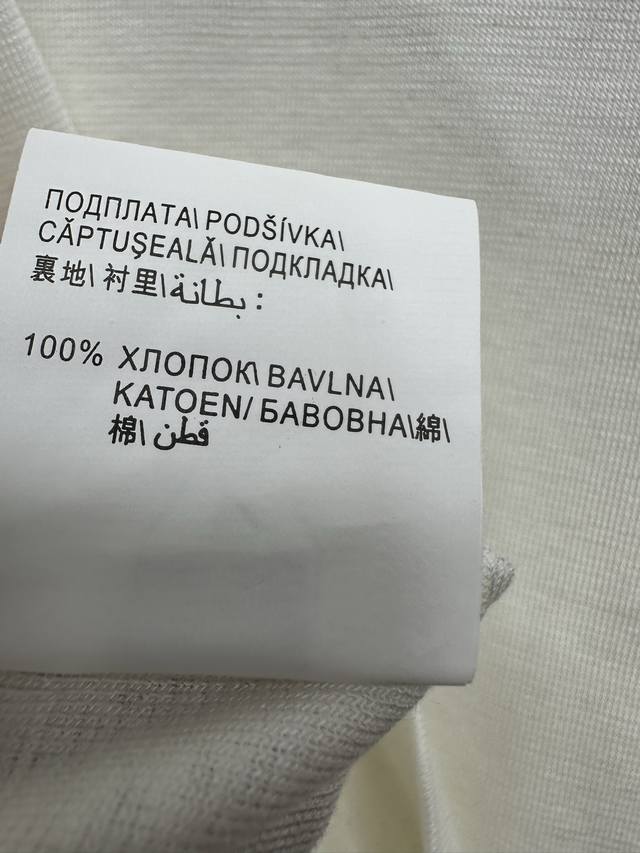 ПОДПЛАТА\ PODŠÍVKA\
CĂPTUŞEALĂ\ ПОДКЛАДКА\
裏地\ 衬里\ بطانة :
100% ХЛОПОК\ BAVLNA\
KATOEN/ БАВОВНА\綿\
棉\ قطن